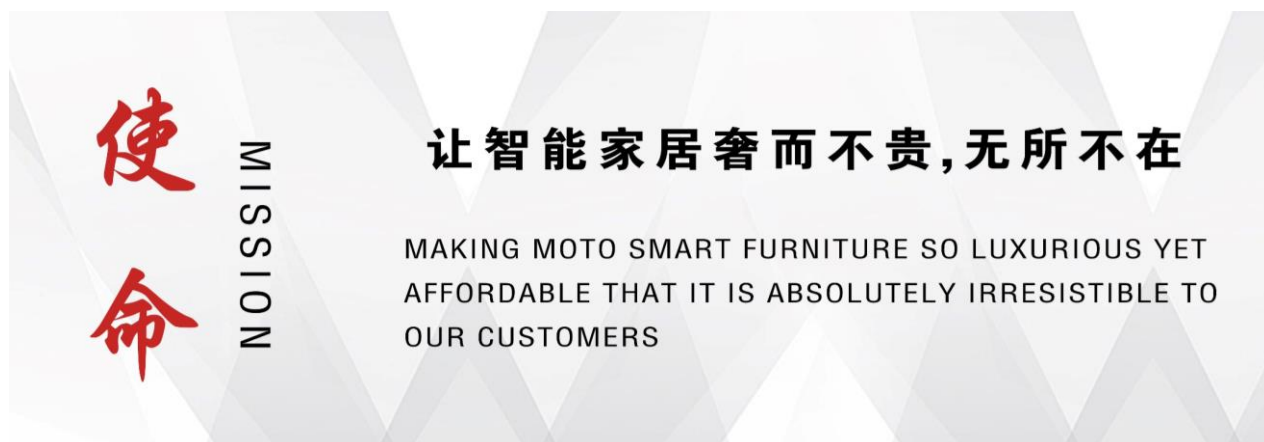 使命
MISSION
让智能家居奢而不贵,无所不在
MAKING MOTO SMART FURNITURE SO LUXURIOUS YET
AFFORDABLE THAT IT IS ABSOLUTELY IRRESISTIBLE TO
OUR CUSTOMERS